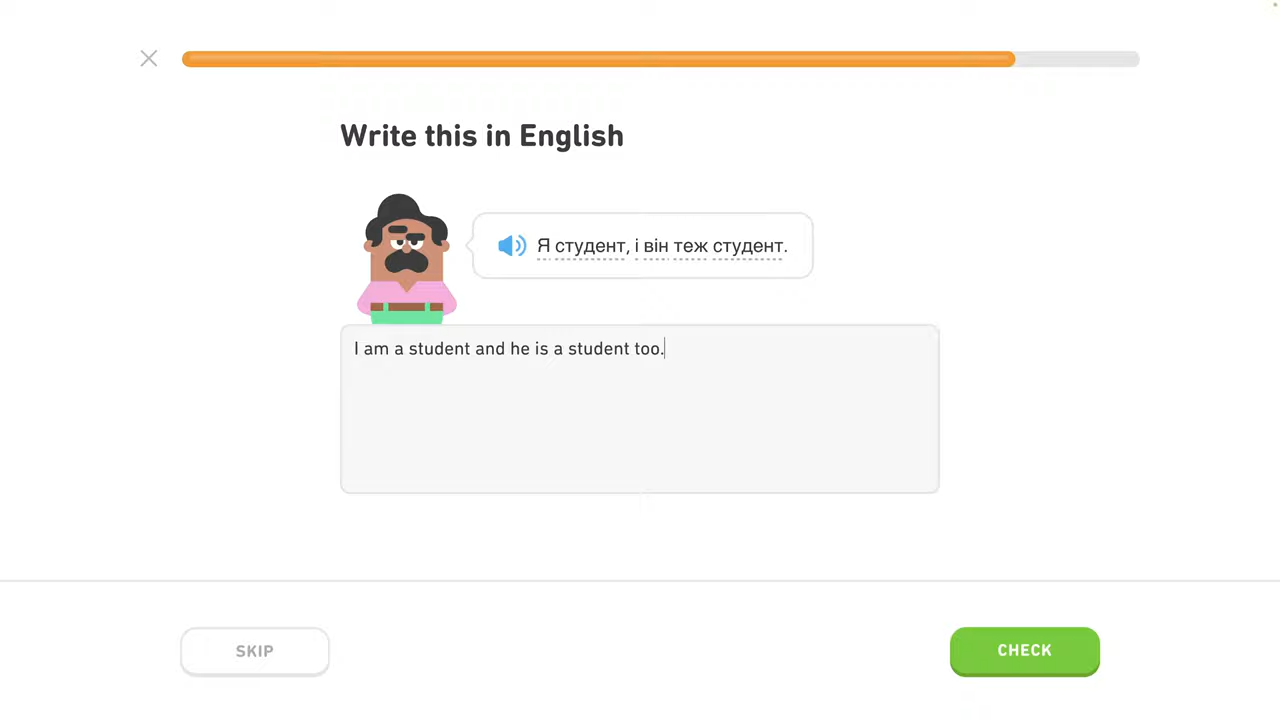 Write this in English
Я студент, і він теж студент.
I am a student and he is a student too.
SKIP
CHECK